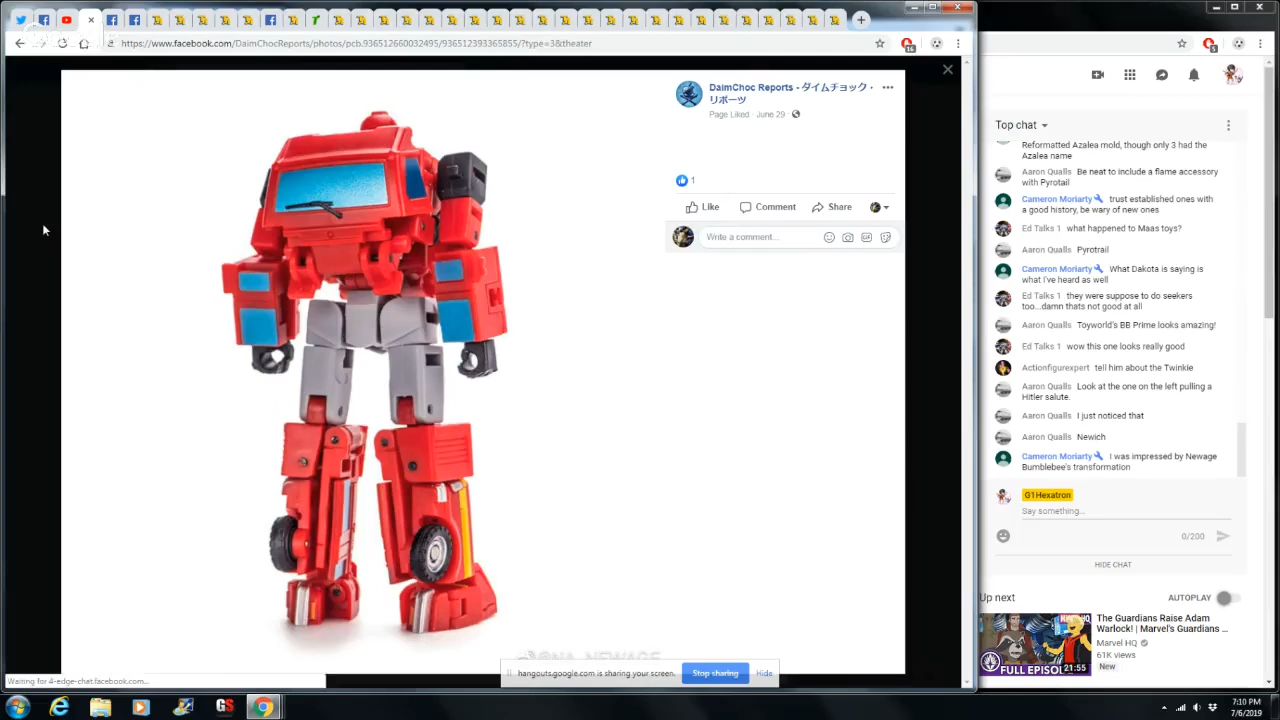 https://www.facebook.com/DaimChocReports/photos/pcb.936512660032495/936512393365855/?type=3&theater
16
5
DaimChoc Reports - ダイムチョック・
リポーツ
Page Liked · June 29
1
Like
Comment
Share
Write a comment...
GIF
@NA_NEWAGE
hangouts.google.com is sharing your screen.
Stop sharing
Hide
Waiting for 4-edge-chat.facebook.com...
Top chat
Reformatted Azalea mold, though only 3 had the
Azalea name
Aaron Qualls Be neat to include a flame accessory
with Pyrotail
Cameron Moriarty trust established ones with
a good history, be wary of new ones
Ed Talks 1 what happened to Maas toys?
Aaron Qualls Pyrotrail
Cameron Moriarty What Dakota is saying is
what I've heard as well
Ed Talks 1 they were suppose to do seekers
too...damn thats not good at all
Aaron Qualls Toyworld's BB Prime looks amazing!
Ed Talks 1 wow this one looks really good
Actionfigurexpert tell him about the Twinkie
Aaron Qualls Look at the one on the left pulling a
Hitler salute.
Aaron Qualls I just noticed that
Aaron Qualls Newich
Cameron Moriarty I was impressed by Newage
Bumblebee's transformation
G1Hexatron
Say something...
0/200
HIDE CHAT
Up next
AUTOPLAY
FULL EPISO
21:55
The Guardians Raise Adam
Warlock! | Marvel's Guardians ...
Marvel HQ
61K views
New
GS
7:10 PM
7/6/2019